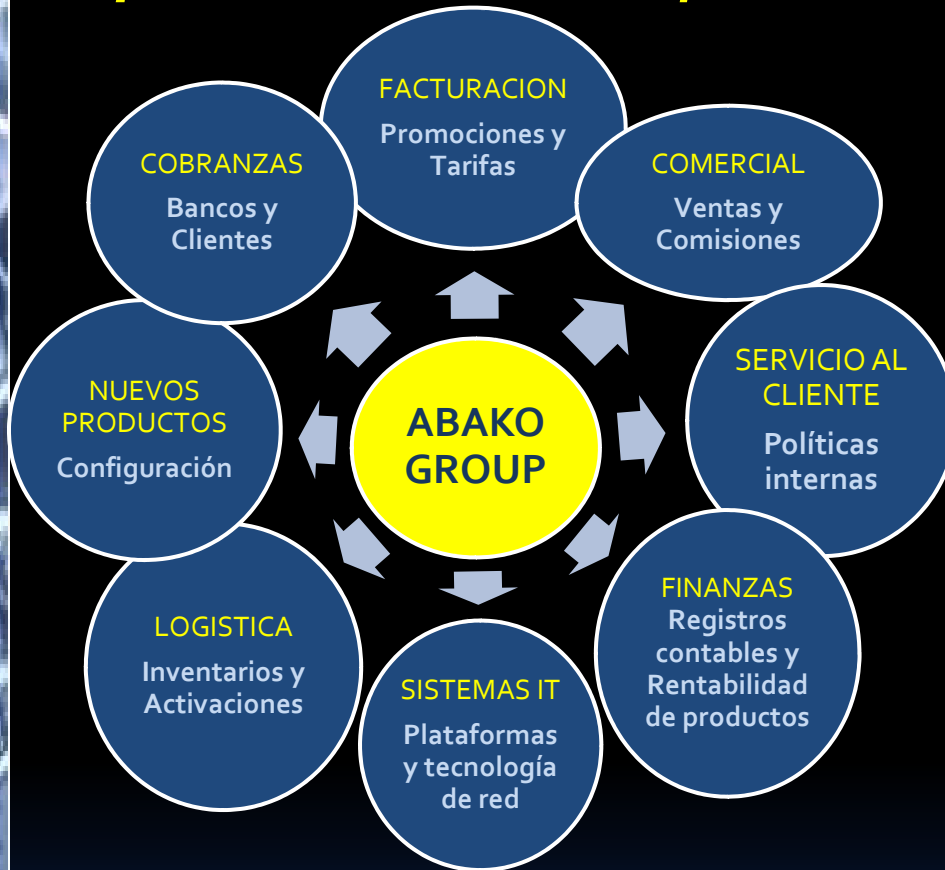 FACTURACION
Promociones y
Tarifas
COMERCIAL
Ventas y
Comisiones
SERVICIO AL
CLIENTE
Políticas
internas
FINANZAS
Registros
contables y
Rentabilidad
de productos
SISTEMAS IT
Plataformas
y tecnología
de red
LOGISTICA
Inventarios y
Activaciones
NUEVOS
PRODUCTOS
Configuración
COBRANZAS
Bancos y
Clientes
ABAKO
GROUP